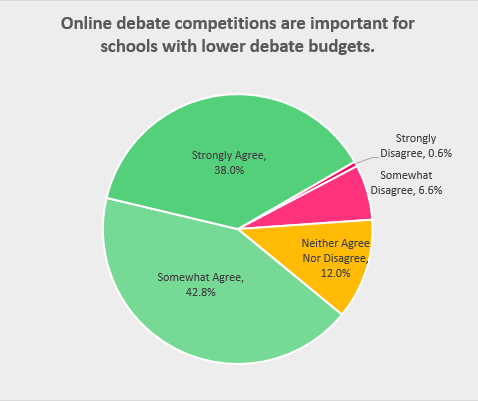 Online debate competitions are important for
schools with lower debate budgets.
Strongly
Disagree, 0.6%
Strongly Agree,
38.0%
Somewhat
Disagree, 6.6%
Neither Agree
Nor Disagree,
12.0%
Somewhat Agree,
42.8%